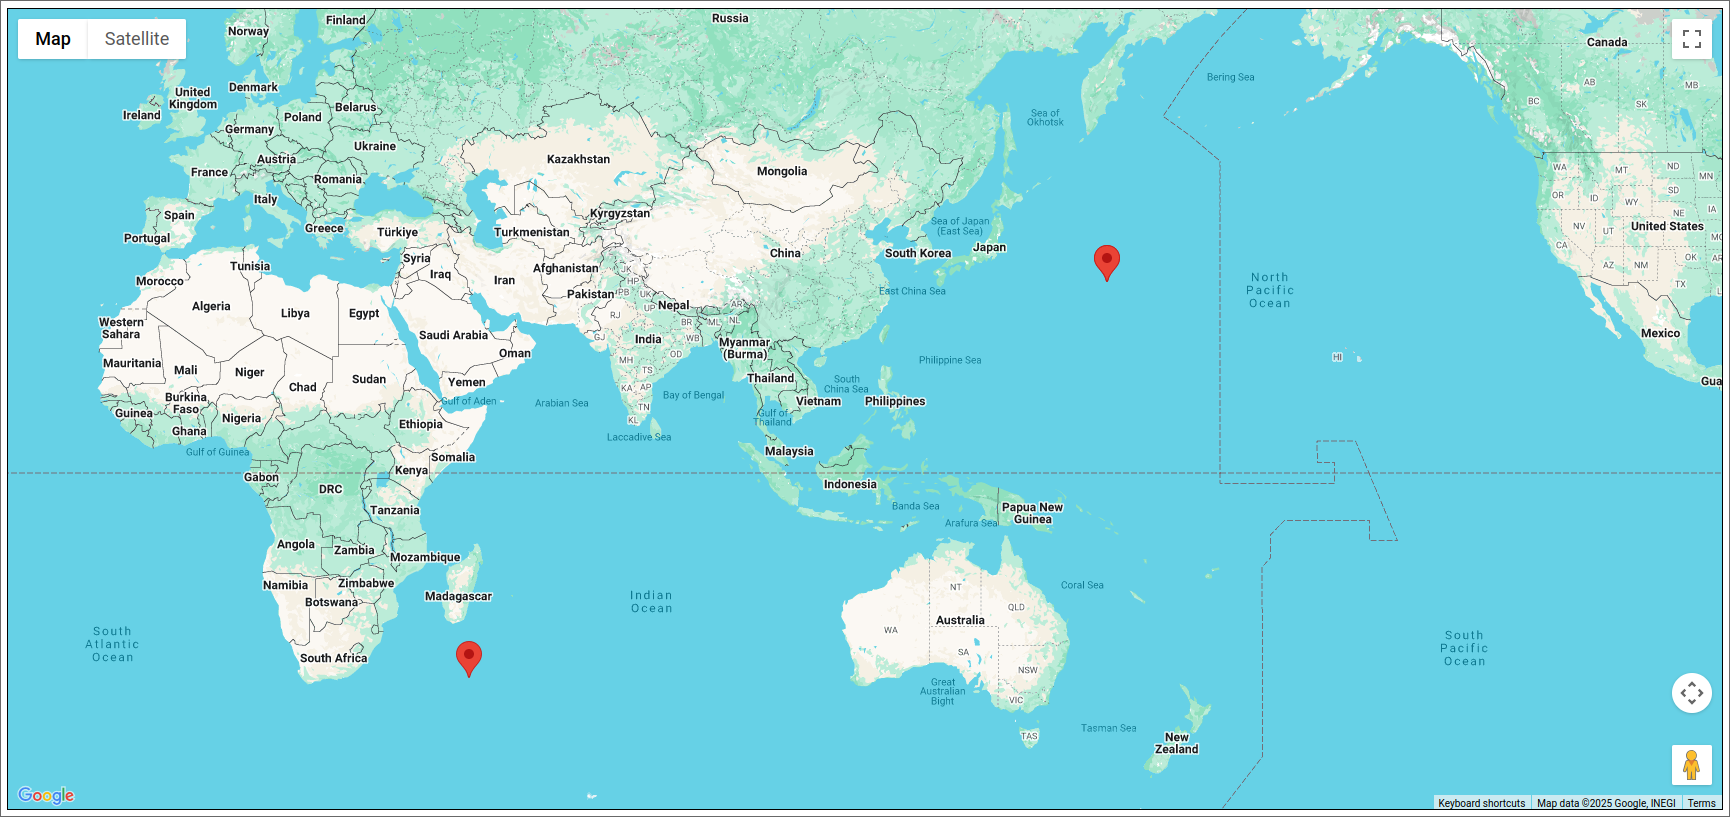 Map
Satellite
Finland
Norway
Russia
Canada
Bering Sea
AB
MB
Denmark
United
Kingdom
Ireland
Belarus
Poland
BC
SK
Sea of
Okhotsk
Germany
Ukraine
Austria
Kazakhstan
France
Mongolia
WA
MT
ND
MN
Romania
Italy
OR
ID
SD
WY
IA
NE
Spain
Greece
Türkiye
Kyrgyzstan
Turkmenistan
Sea of Japan
(East Sea)
NV
UT
United States
Portugal
Japan
South Korea
China
CA
MO
Syria
Iraq
Afghanistan
Iran
OK
AR
AZ
NM
TX
L
Tunisia
Morocco
Algeria
Libya
Egypt
Pakistan
JK
HP
PB
UK
UP
RJ
Nepal
AR
East China Sea
North
Pacific
Ocean
Western
Sahara
Saudi Arabia
GJ
India
BR
WB
ML
NL
Mexico
Myanmar
(Burma)
Oman
MH
OD
TS
Philippine Sea
HI
Mauritania
Mali
Niger
Chad
Sudan
Yemen
KA
AP
TN
KL
Thailand
South
China Sea
Gua
Burkina
Faso
Guinea
Ghana
Nigeria
Gulf of Aden
Arabian Sea
Bay of Bengal
Vietnam
Philippines
Gulf of
Thailand
Ethiopia
Laccadive Sea
Gulf of Guinea
Somalia
Malaysia
Gabon
Kenya
DRC
Indonesia
Tanzania
Banda Sea
Papua New
Guinea
Arafura Sea
Angola
Zambia
Mozambique
Namibia
Zimbabwe
Botswana
Madagascar
Indian
Ocean
NT
Coral Sea
QLD
Australia
WA
SA
South
Atlantic
Ocean
South Africa
NSW
South
Pacific
Ocean
Great
Australian
Bight
VIC
Tasman Sea
TAS
New
Zealand
Google
Keyboard shortcuts
Map data ©2025 Google, INEGI
Terms